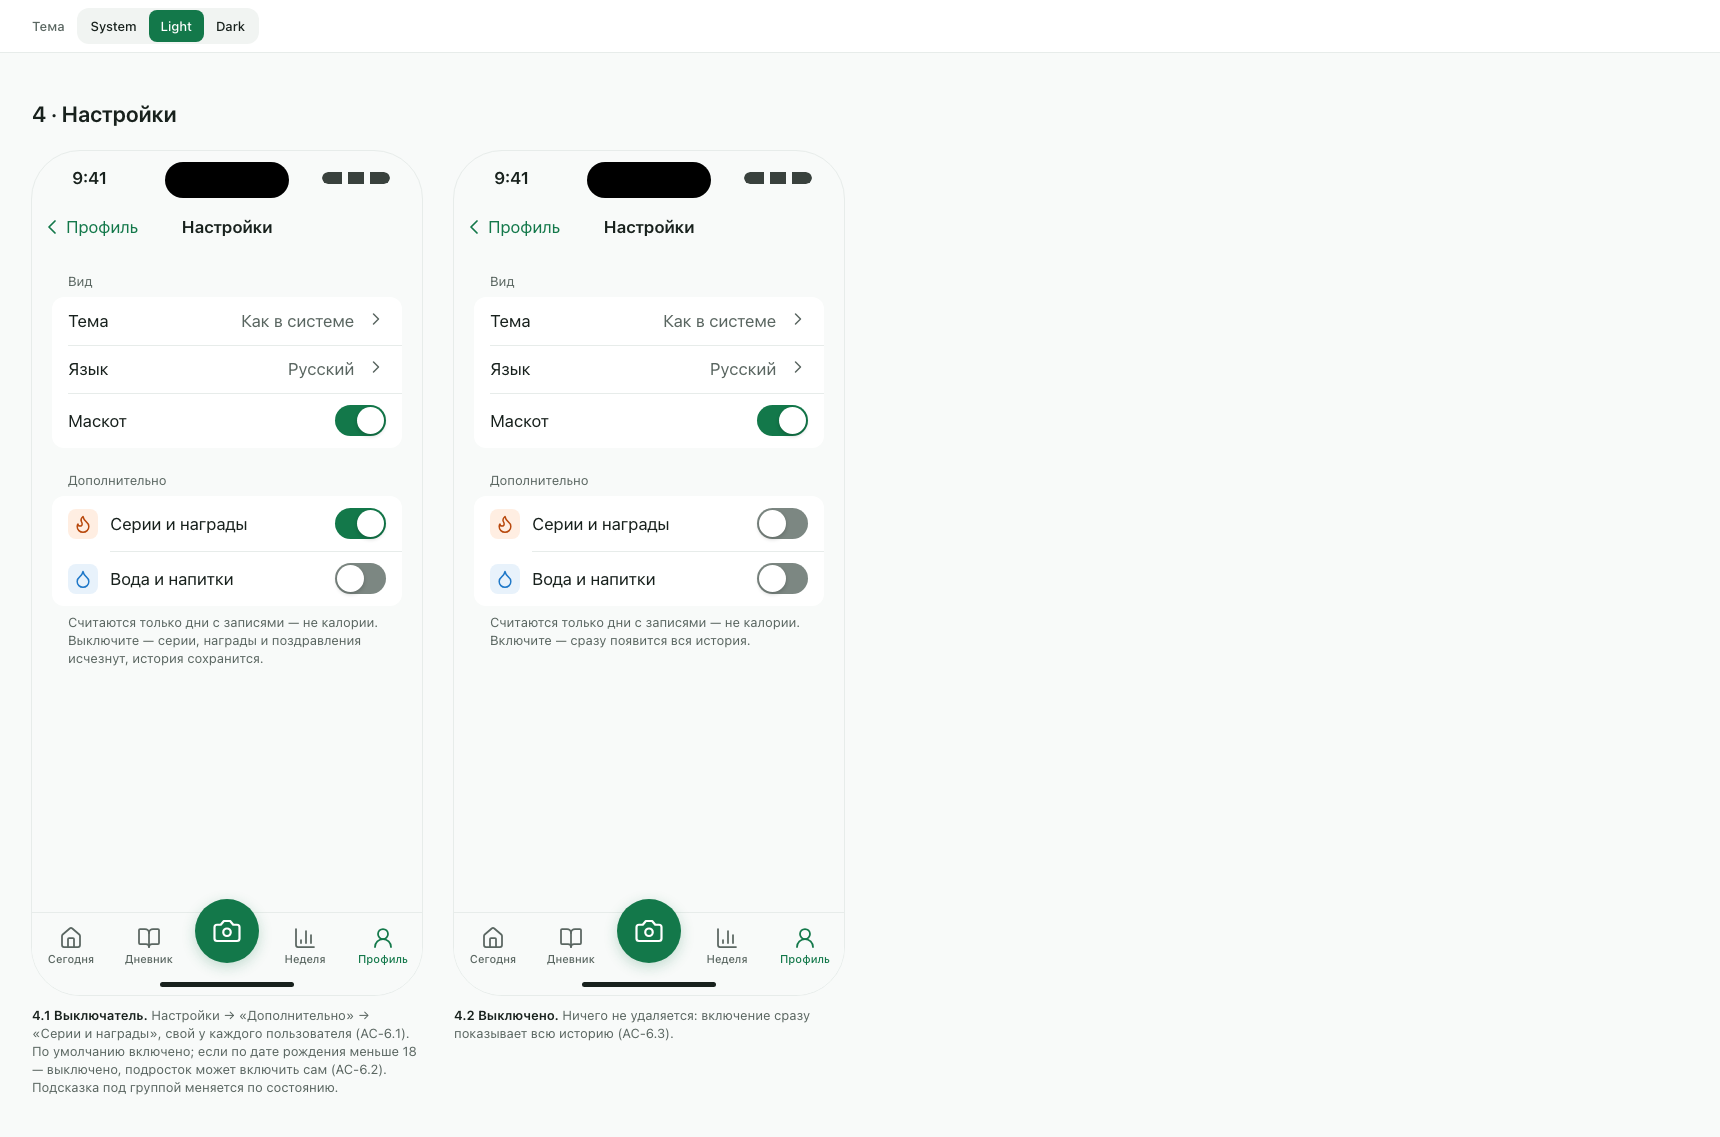 Тема System Light Dark
4 · Настройки
9:41
Профиль Настройки
Вид
Тема Как в системе
Язык Русский
Маскот
Дополнительно
Серии и награды
Вода и напитки
Считаются только дни с записями — не калории.
Выключите — серии, награды и поздравления
исчезнут, история сохранится.
Сегодня Дневник Неделя Профиль
4.1 Выключатель. Настройки → «Дополнительно» →
«Серии и награды», свой у каждого пользователя (AC-6.1).
По умолчанию включено; если по дате рождения меньше 18
— выключено, подросток может включить сам (AC-6.2).
Подсказка под группой меняется по состоянию.
9:41
Профиль Настройки
Вид
Тема Как в системе
Язык Русский
Маскот
Дополнительно
Серии и награды
Вода и напитки
Считаются только дни с записями — не калории.
Включите — сразу появится вся история.
Сегодня Дневник Неделя Профиль
4.2 Выключено. Ничего не удаляется: включение сразу
показывает всю историю (AC-6.3).